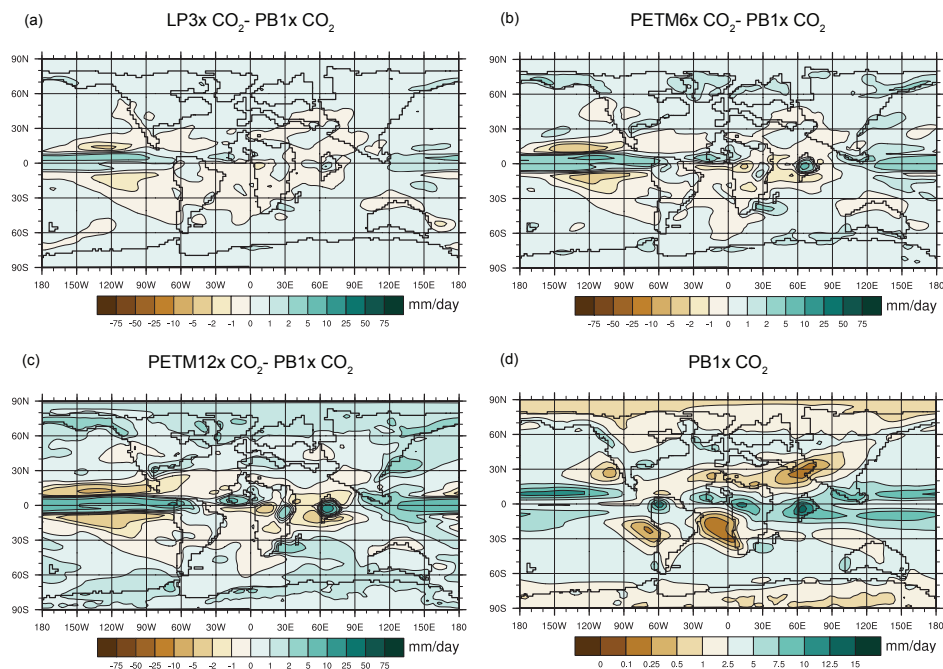 (a) LP3x CO2- PB1x CO2
90N
60N
30N
0
30S
60S
90S
180 150W 120W 90W 60W 30W 0 30E 60E 90E 120E 150E 180
-75 -50 -25 -10 -5 -2 -1 0 1 2 5 10 25 50 75 mm/day
(b) PETM6x CO2- PB1x CO2
90N
60N
30N
0
30S
60S
90S
180 150W 120W 90W 60W 30W 0 30E 60E 90E 120E 150E 180
-75 -50 -25 -10 -5 -2 -1 0 1 2 5 10 25 50 75 mm/day
(c) PETM12x CO2- PB1x CO2
90N
60N
30N
0
30S
60S
90S
180 150W 120W 90W 60W 30W 0 30E 60E 90E 120E 150E 180
-75 -50 -25 -10 -5 -2 -1 0 1 2 5 10 25 50 75 mm/day
(d) PB1x CO2
90N
60N
30N
0
30S
60S
90S
180 150W 120W 90W 60W 30W 0 30E 60E 90E 120E 150E 180
0 0.1 0.25 0.5 1 2 5 7.5 10 12.5 15 mm/day